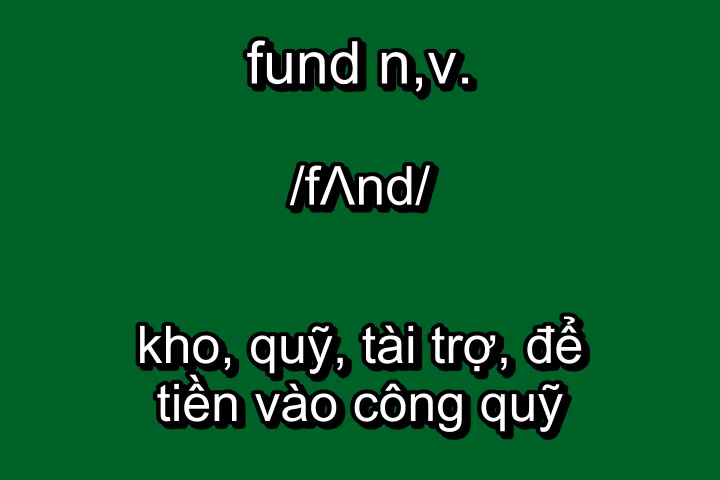 fund n,v.
/fΛnd/
kho, quỹ, tài trợ, để
tiền vào công quỹ